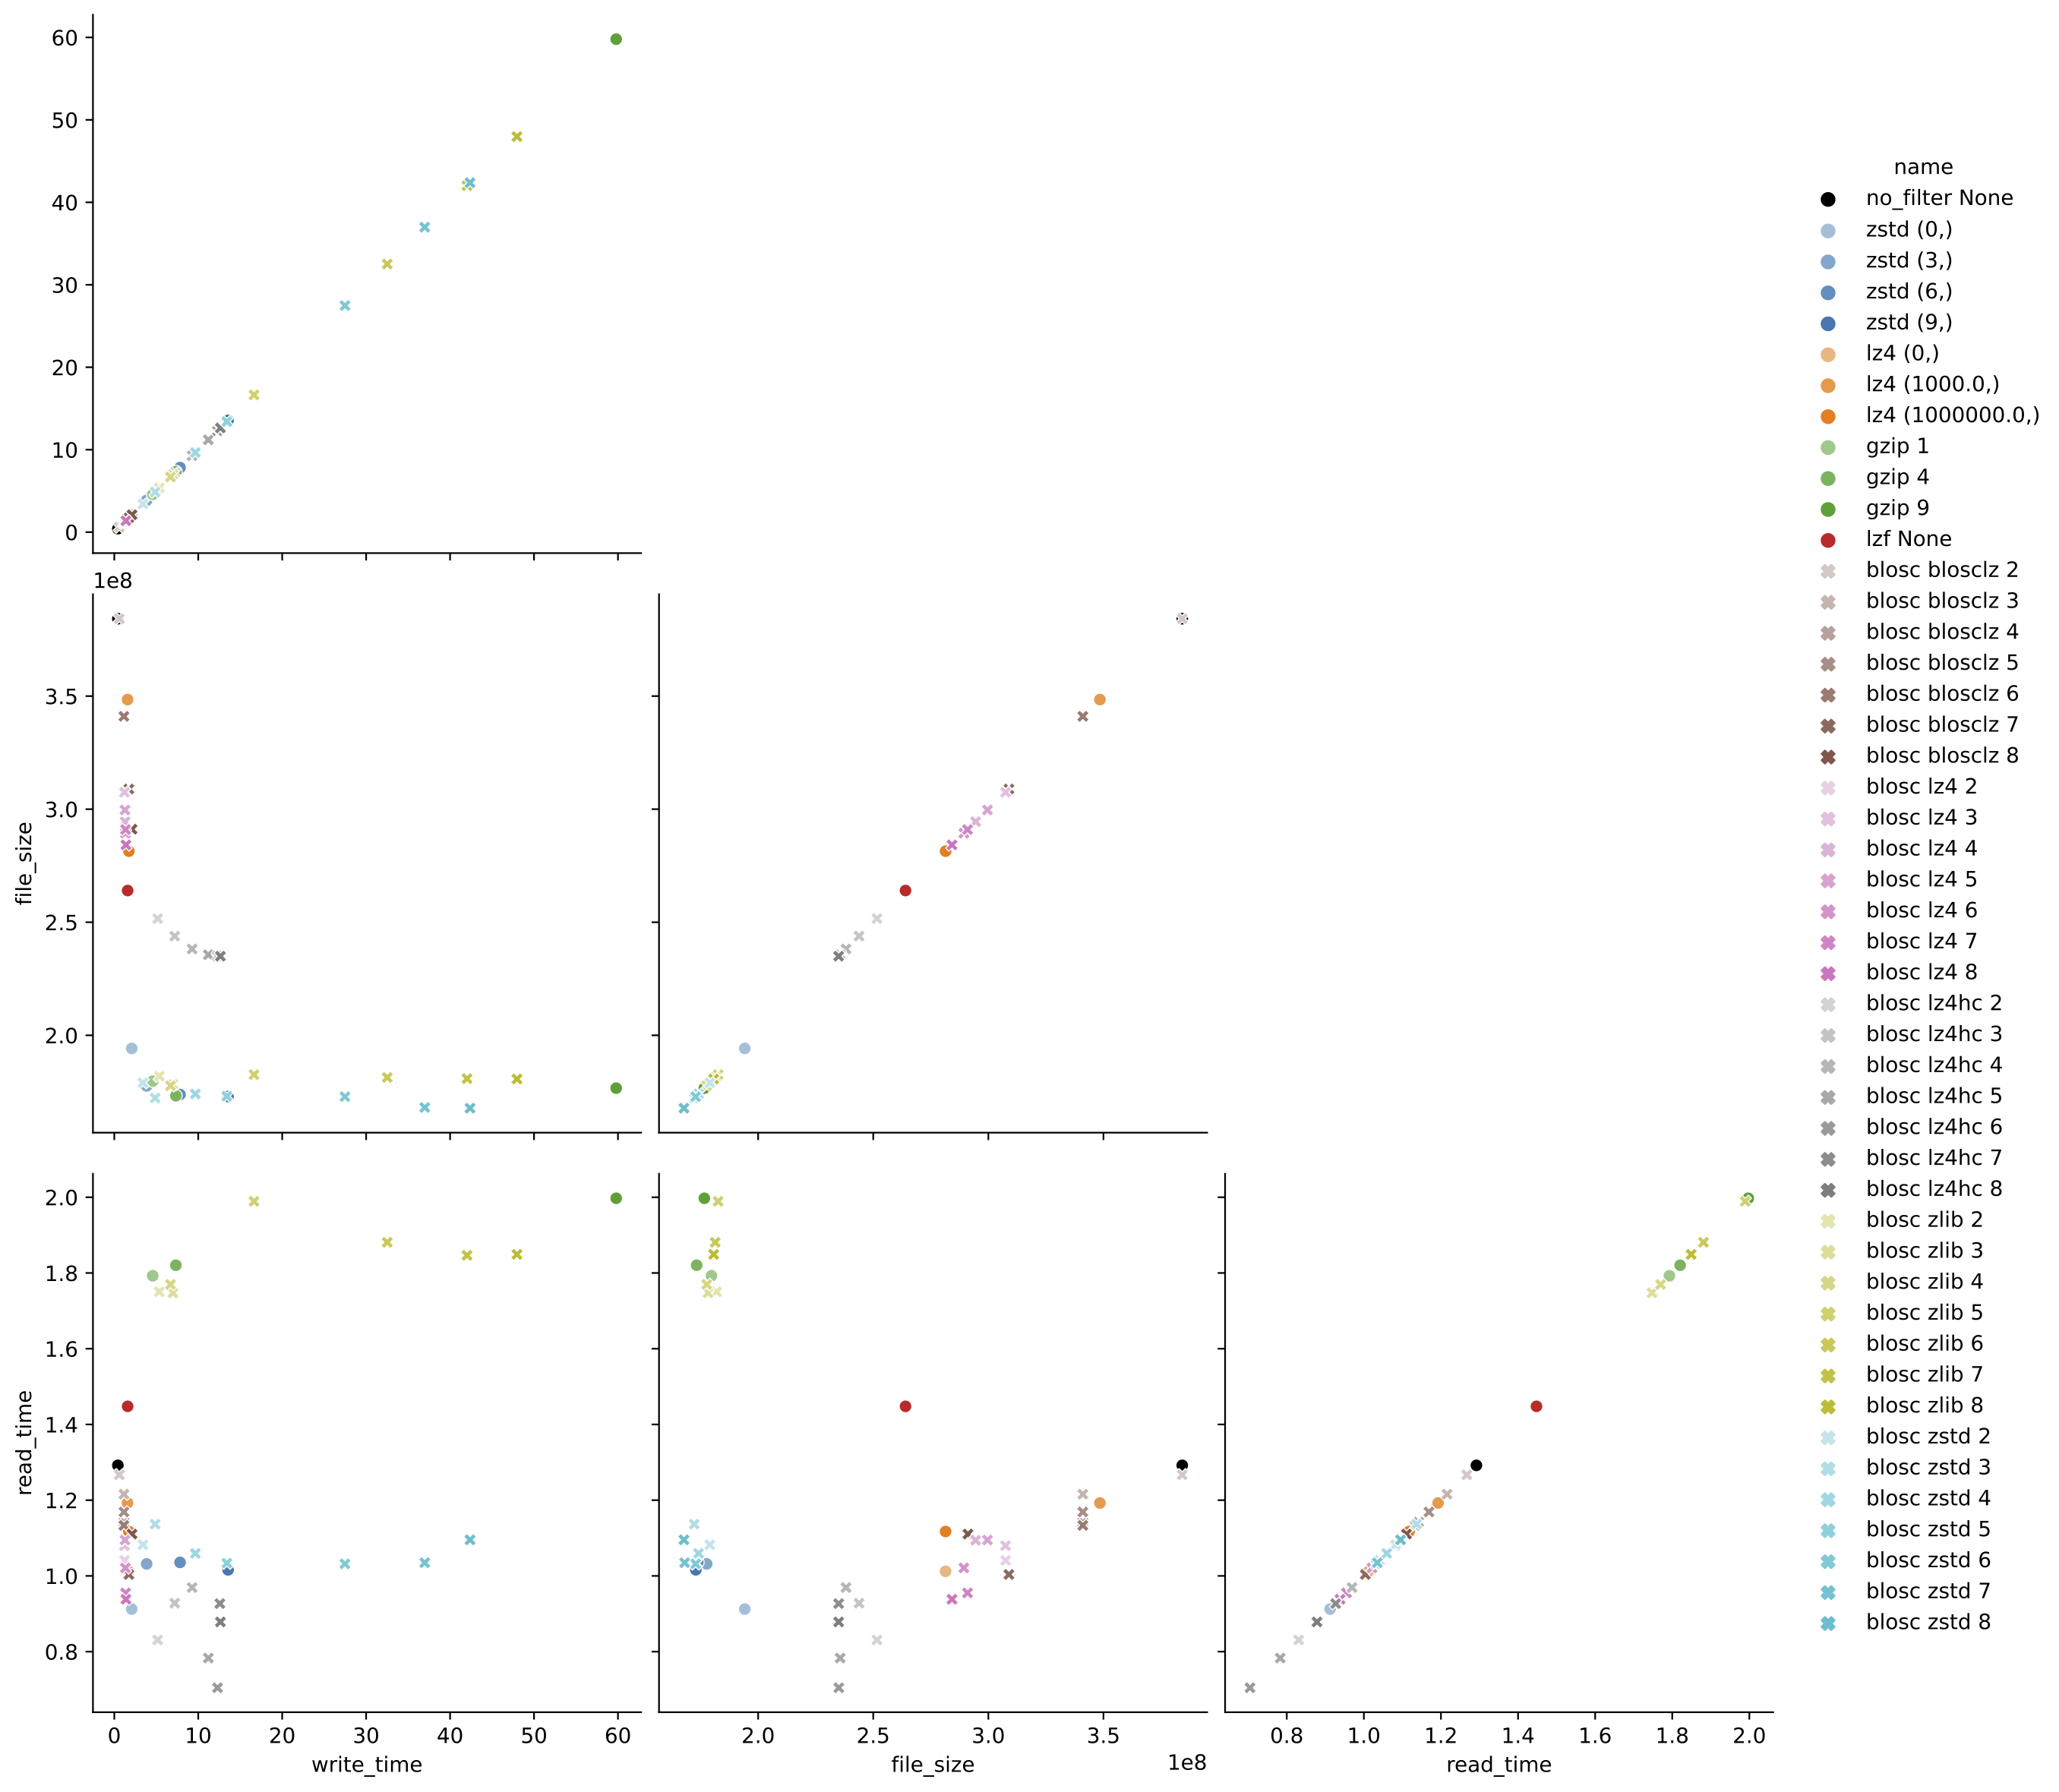 60
50
40
30
20
10
0
1e8
3.5
3.0
2.5
2.0
file_size
2.0
1.8
1.6
1.4
1.2
1.0
0.8
read_time
0 10 20 30 40 50 60
write_time
2.0 2.5 3.0 3.5
file_size
1e8
0.8 1.0 1.2 1.4 1.6 1.8 2.0
read_time
name
no_filter None
zstd (0,)
zstd (3,)
zstd (6,)
zstd (9,)
lz4 (0,)
lz4 (1000.0,)
lz4 (1000000.0,)
gzip 1
gzip 4
gzip 9
lzf None
blosc blosclz 2
blosc blosclz 3
blosc blosclz 4
blosc blosclz 5
blosc blosclz 6
blosc blosclz 7
blosc blosclz 8
blosc lz4 2
blosc lz4 3
blosc lz4 4
blosc lz4 5
blosc lz4 6
blosc lz4 7
blosc lz4 8
blosc lz4hc 2
blosc lz4hc 3
blosc lz4hc 4
blosc lz4hc 5
blosc lz4hc 6
blosc lz4hc 7
blosc lz4hc 8
blosc zlib 2
blosc zlib 3
blosc zlib 4
blosc zlib 5
blosc zlib 6
blosc zlib 7
blosc zlib 8
blosc zstd 2
blosc zstd 3
blosc zstd 4
blosc zstd 5
blosc zstd 6
blosc zstd 7
blosc zstd 8